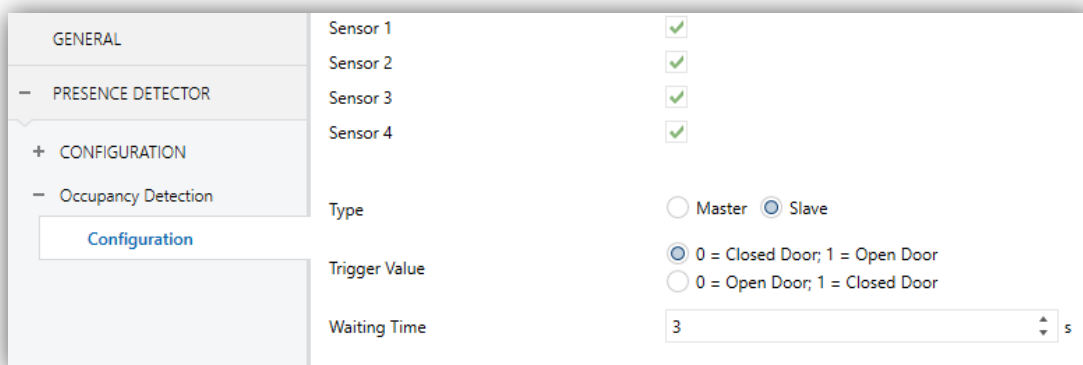 GENERAL
PRESENCE DETECTOR
CONFIGURATION
Occupancy Detection
Configuration
Sensor 1
Sensor 2
Sensor 3
Sensor 4
Type
Master Slave
Trigger Value
0 = Closed Door; 1 = Open Door
0 = Open Door; 1 = Closed Door
Waiting Time
3 s